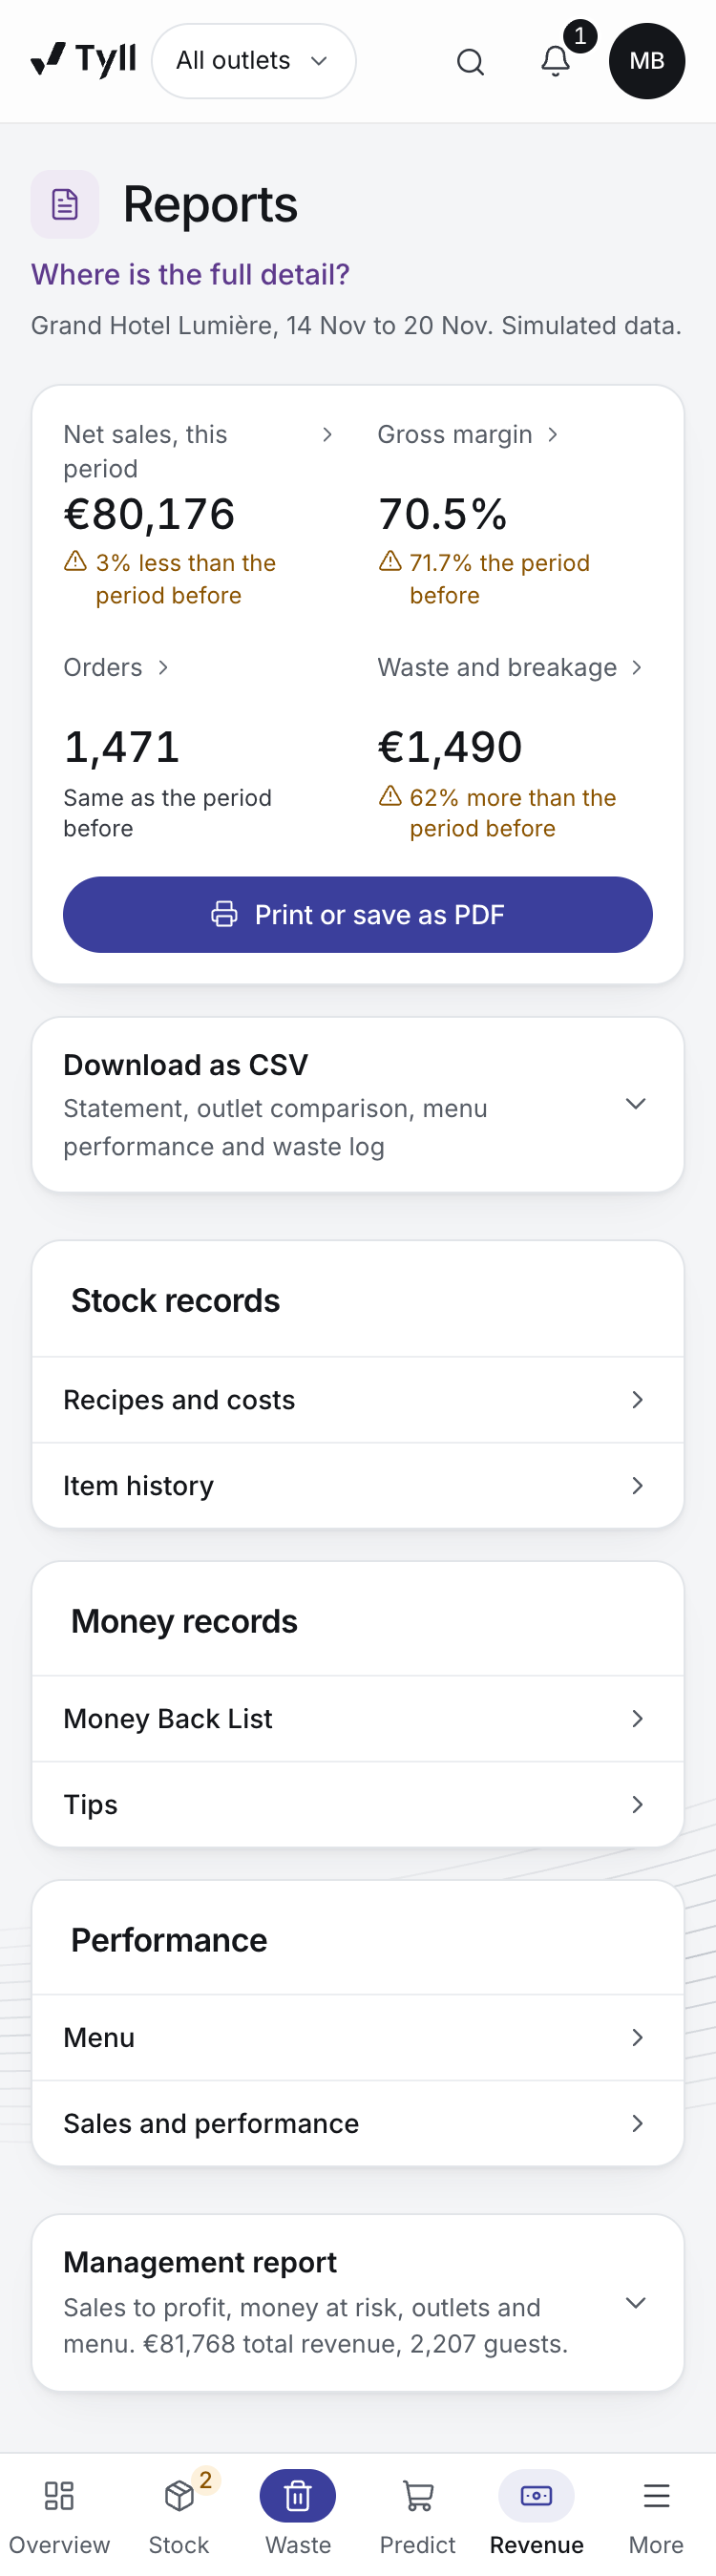 Tyll
All outlets
1
MB
Reports
Where is the full detail?
Grand Hotel Lumière, 14 Nov to 20 Nov. Simulated data.
Net sales, this
period
€80,176
3% less than the
period before
Gross margin
70.5%
71.7% the period
before
Orders
1,471
Same as the period
before
Waste and breakage
€1,490
62% more than the
period before
Print or save as PDF
Download as CSV
Statement, outlet comparison, menu
performance and waste log
Stock records
Recipes and costs
Item history
Money records
Money Back List
Tips
Performance
Menu
Sales and performance
Management report
Sales to profit, money at risk, outlets and
menu. €81,768 total revenue, 2,207 guests.
Overview
2
Stock
Waste
Predict
Revenue
More